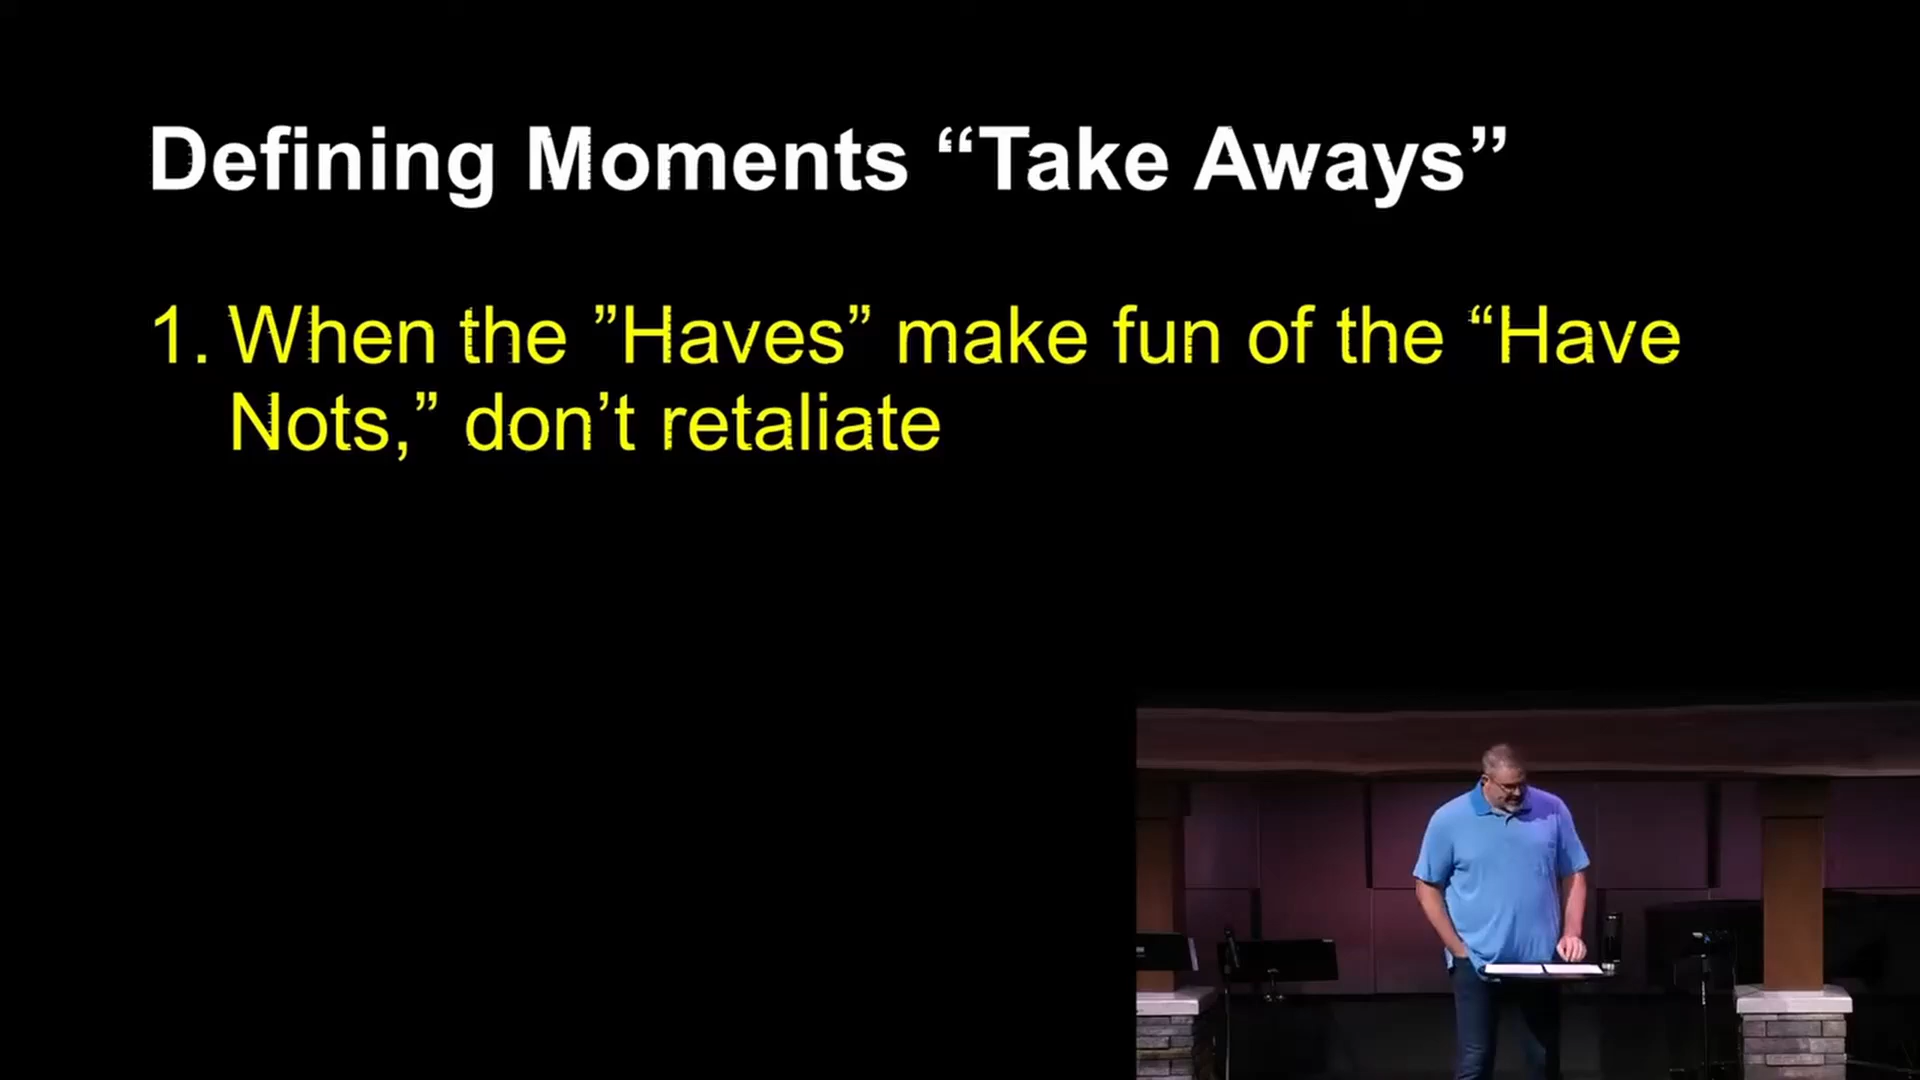 Defining Moments “Take Aways”
1. When the ”Haves” make fun of the “Have
Nots,” don’t retaliate